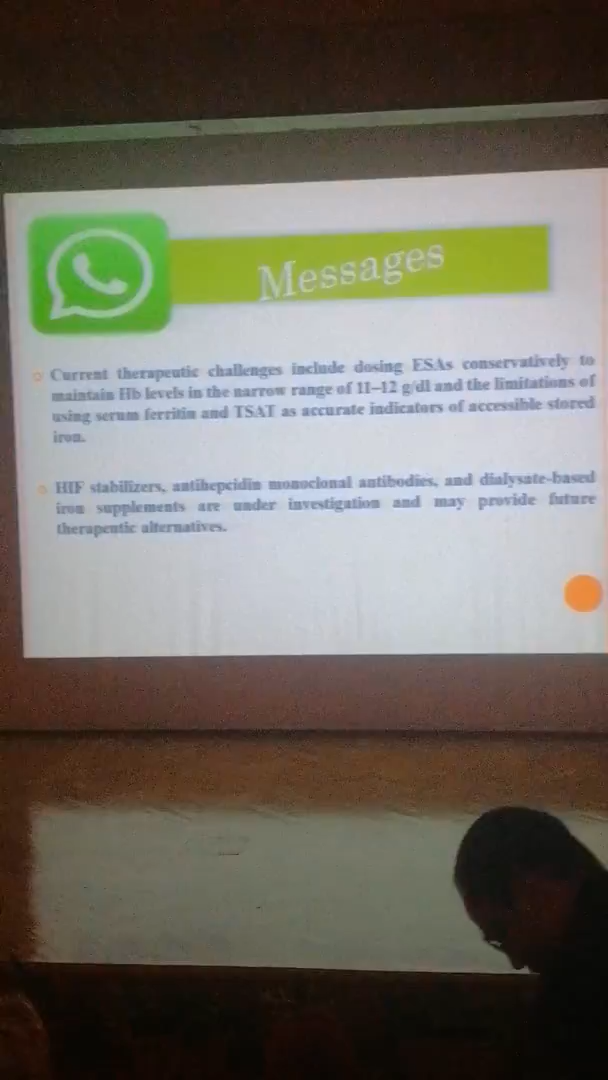 Messages
Current therapeutic challenges include dosing ESAs conservatively to
maintain Hb levels in the narrow range of 11–12 g/dl and the limitations of
using serum ferritin and TSAT as accurate indicators of accessible stored
iron.
HIF stabilizers, antihepcidin monoclonal antibodies, and dialysate-based
iron supplements are under investigation and may provide future
therapeutic alternatives.